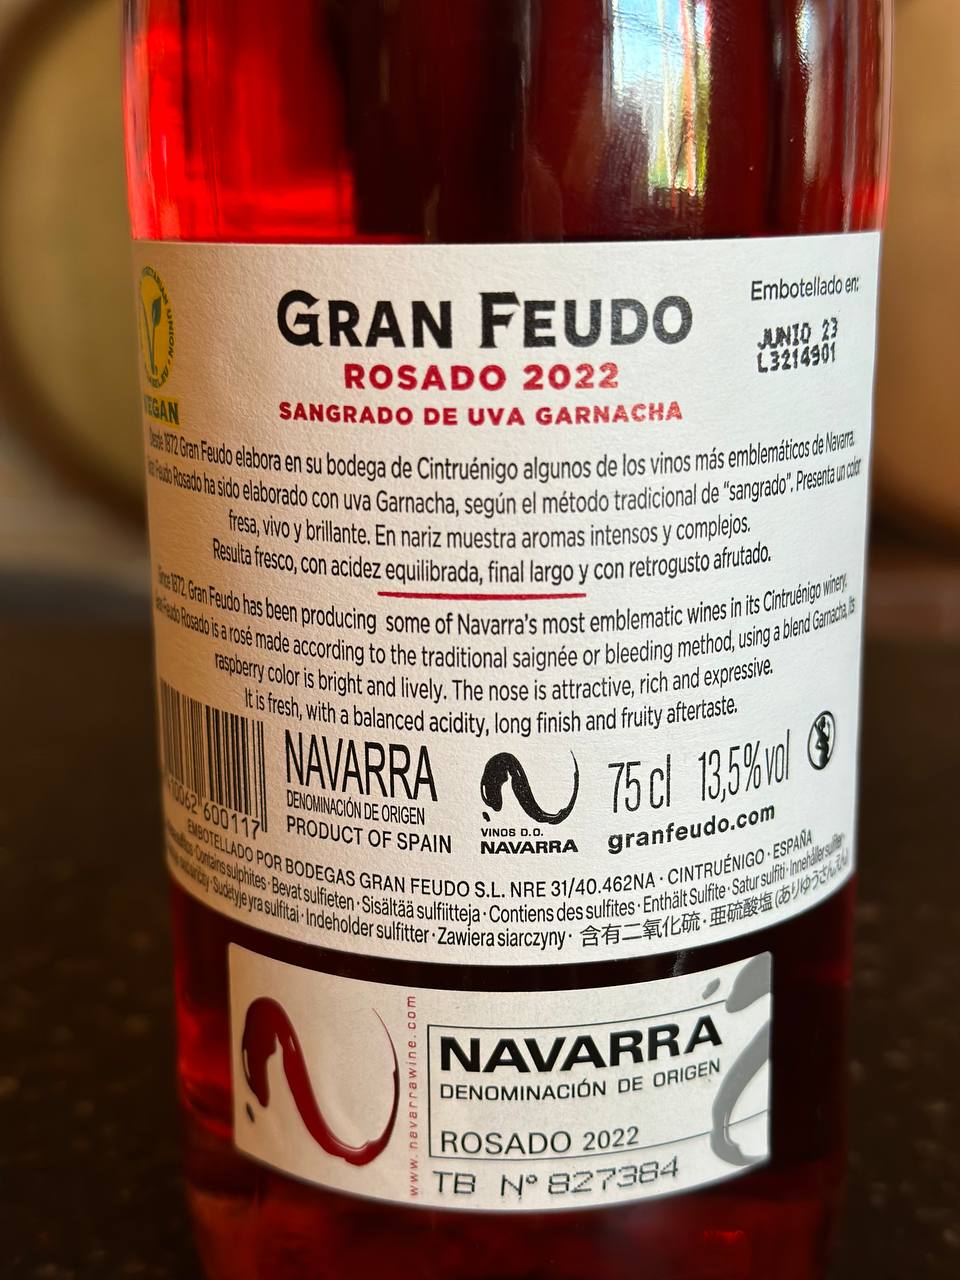 GRAN FEUDO
ROSADO 2022
SANGRADO DE UVA GARNACHA
Embotellado en:
JUNIO 23
L3214901
VEGAN
Desde 1872 Gran Feudo elabora en su bodega de Cintruénigo algunos de los vinos más emblemáticos de Navarra.
Gran Feudo Rosado ha sido elaborado con uva Garnacha, según el método tradicional de “sangrado”. Presenta un color
fresa, vivo y brillante. En nariz muestra aromas intensos y complejos.
Resulta fresco, con acidez equilibrada, final largo y con retrogusto afrutado.
Since 1872, Gran Feudo has been producing some of Navarra's most emblematic wines in its Cintruénigo winery.
Gran Feudo Rosado is a rosé made according to the traditional saignée or bleeding method, using a blend Garnacha, its
raspberry color is bright and lively. The nose is attractive, rich and expressive.
It is fresh, with a balanced acidity, long finish and fruity aftertaste.
600117
NAVARRA
DENOMINACIÓN DE ORIGEN
PRODUCT OF SPAIN
VINOS D.O.
NAVARRA
75 cl 13,5%vol
granfeudo.com
EMBOTELLADO POR BODEGAS GRAN FEUDO S.L. NRE 31/40.462NA · CINTRUÉNIGO · ESPAÑA
Contains sulphites · Bevat sulfieten · Sisältää sulfiitteja · Contiens des sulfites · Enthält Sulfite · Satur sulfiti · Innehåller sulfiter
Sudėtyje yra sulfitai · Indeholder sulfitter · Zawiera siarczyny · 含有二氧化硫 · 亜硫酸塩
www.navarrawine.com
NAVARRA
DENOMINACIÓN DE ORIGEN
ROSADO 2022
TB Nº 827384